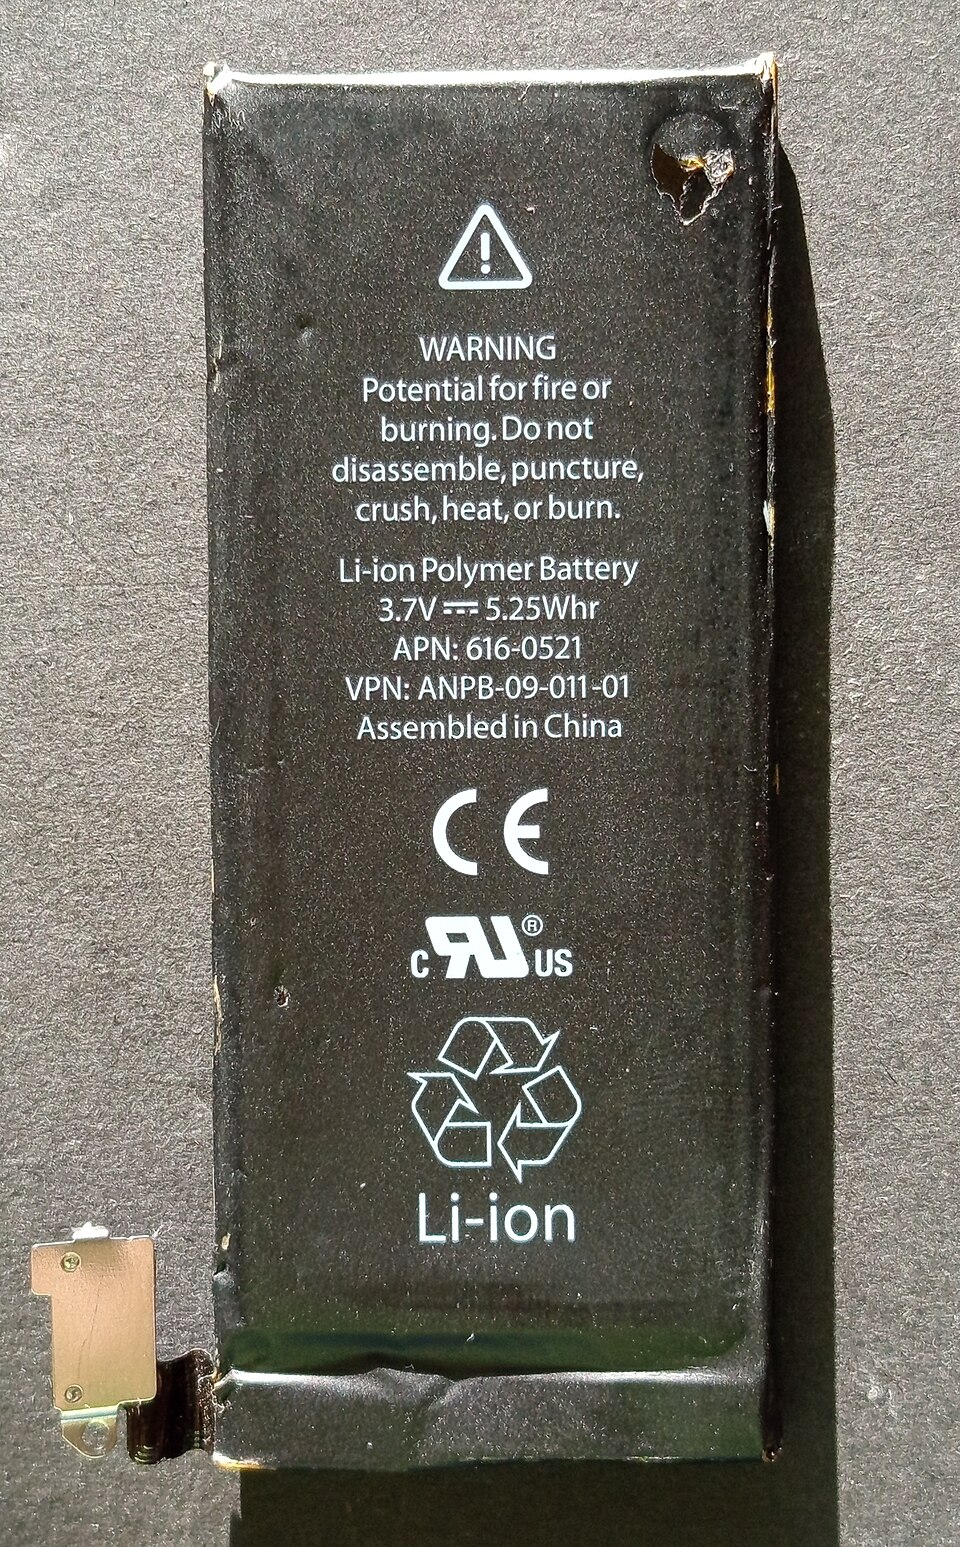 WARNING
Potential for fire or
burning. Do not
disassemble, puncture,
crush, heat, or burn.
Li-ion Polymer Battery
3.7V ⎓ 5.25Whr
APN: 616-0521
VPN: ANPB-09-011-01
Assembled in China
CE
C RU ® US
Li-ion